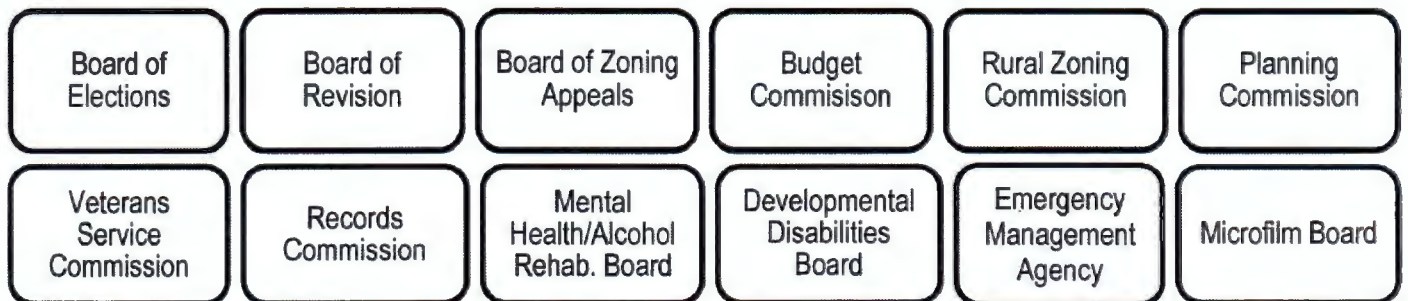 Board of
Elections
Board of
Revision
Board of Zoning
Appeals
Budget
Commisison
Rural Zoning
Commission
Planning
Commission
Veterans
Service
Commission
Records
Commission
Mental
Health/Alcohol
Rehab. Board
Developmental
Disabilities
Board
Emergency
Management
Agency
Microfilm Board